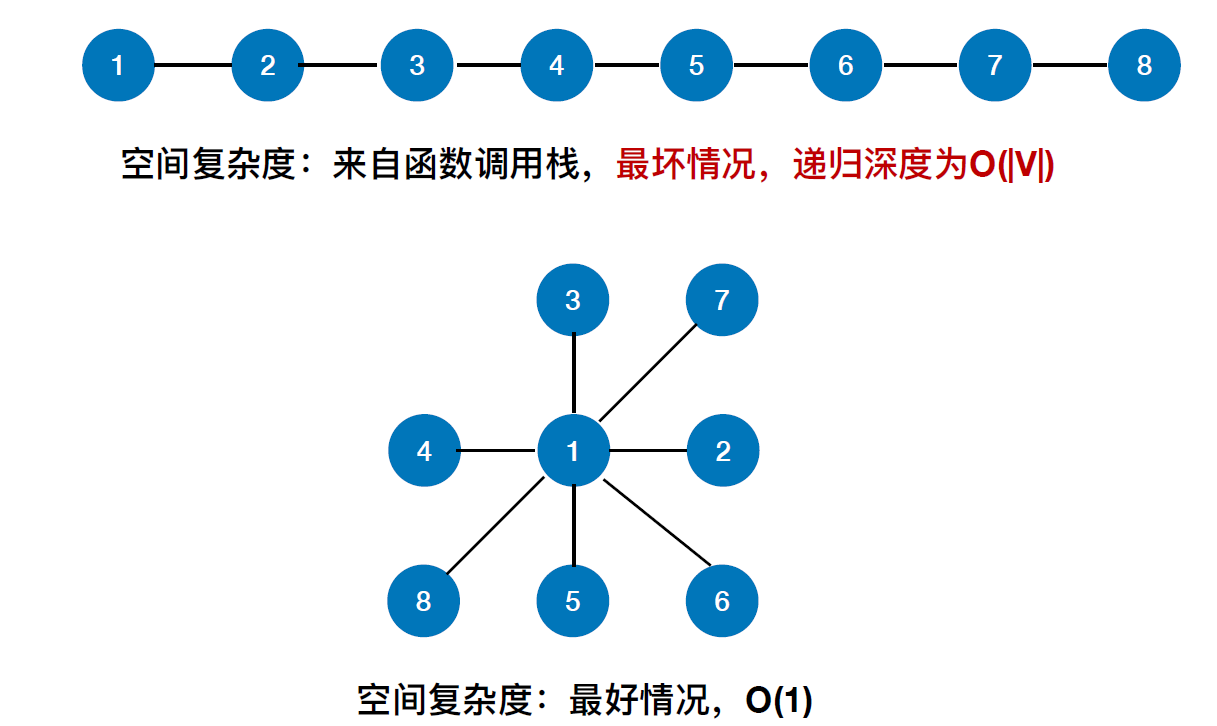 1 2 3 4 5 6 7 8
空间复杂度：来自函数调用栈，最坏情况，递归深度为O(|V|)
3 7
4 1 2
8 5 6
空间复杂度：最好情况，O(1)